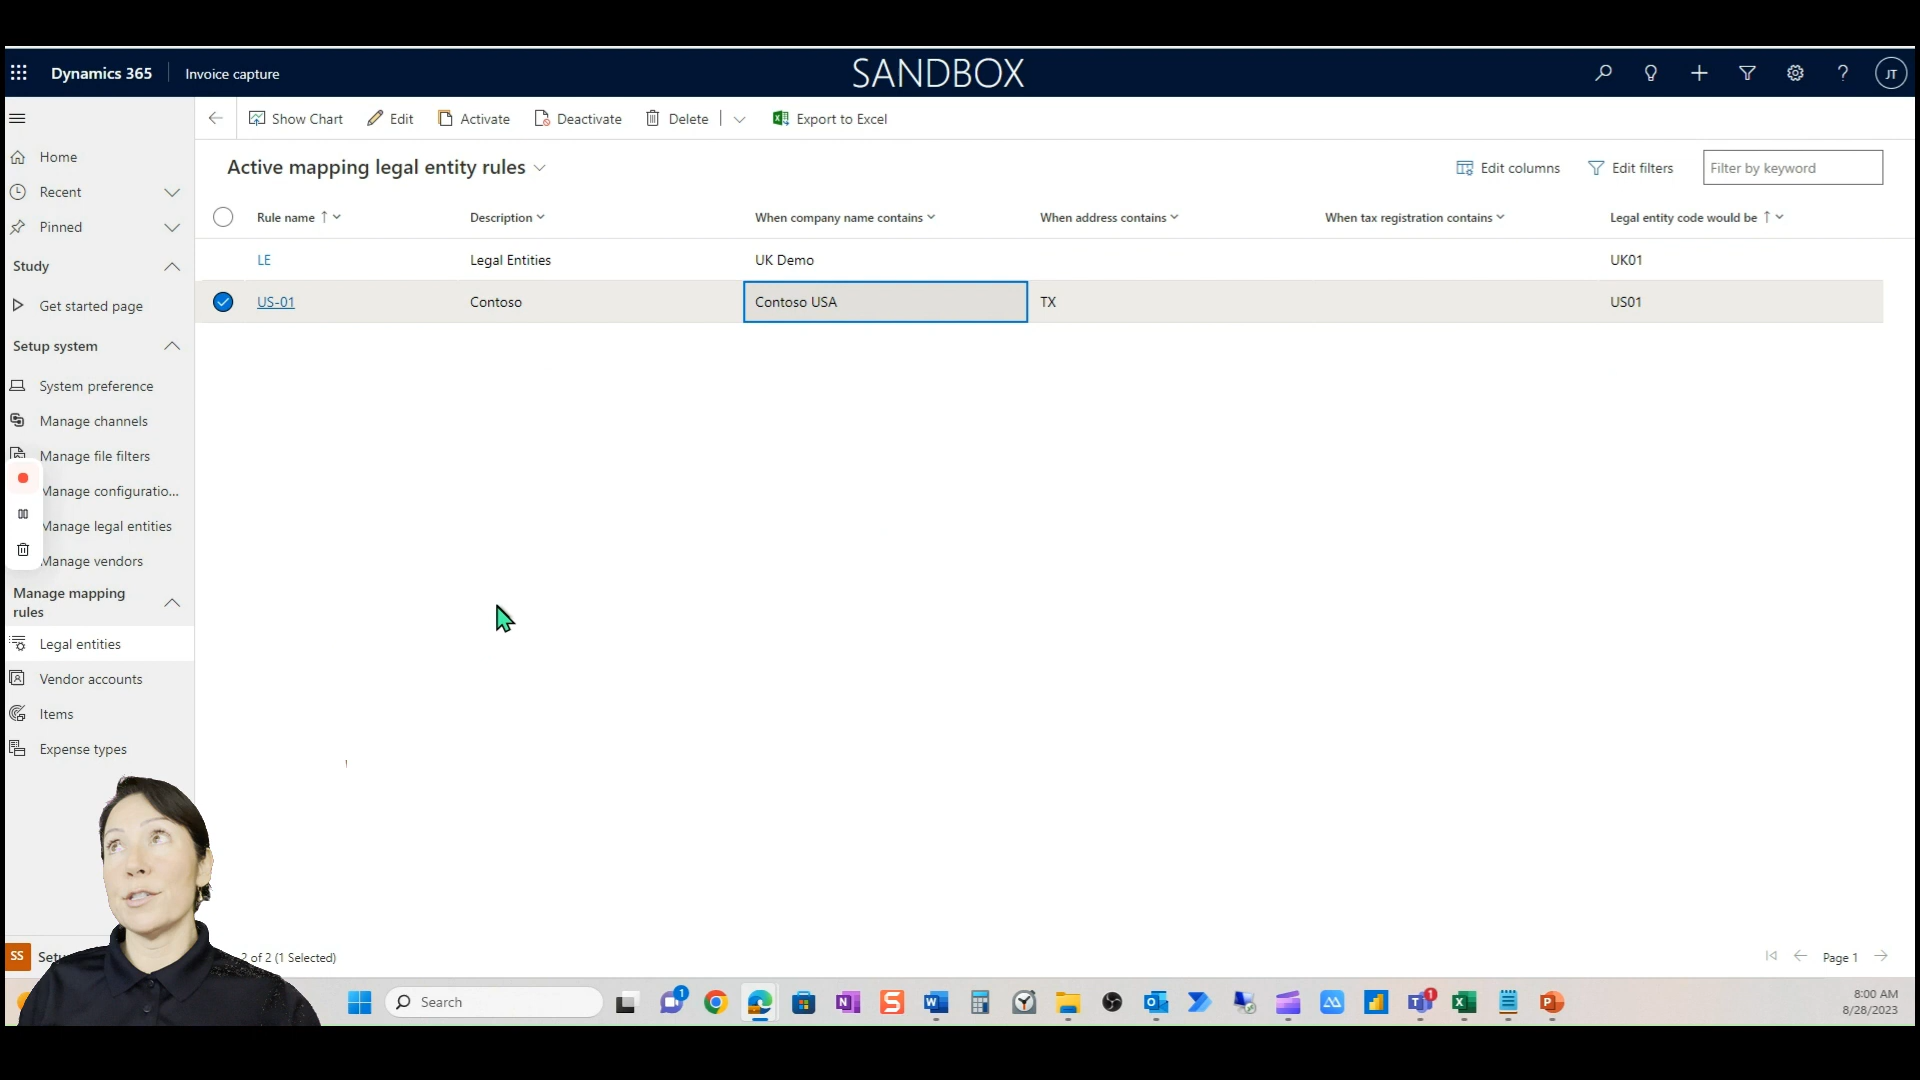 Dynamics 365
Invoice capture
SANDBOX
JT
Show Chart
Edit
Activate
Deactivate
Delete
Export to Excel
Home
Recent
Pinned
Study
Get started page
Setup system
System preference
Manage channels
Manage file filters
Manage configuratio...
Manage legal entities
Manage vendors
Manage mapping
rules
Legal entities
Vendor accounts
Items
Expense types
Active mapping legal entity rules
Edit columns
Edit filters
Filter by keyword
Rule name
Description
When company name contains
When address contains
When tax registration contains
Legal entity code would be
LE
Legal Entities
UK Demo
UK01
US-01
Contoso
Contoso USA
TX
US01
SS
2 of 2 (1 Selected)
Page 1
Search
1
1
8:00 AM
8/28/2023